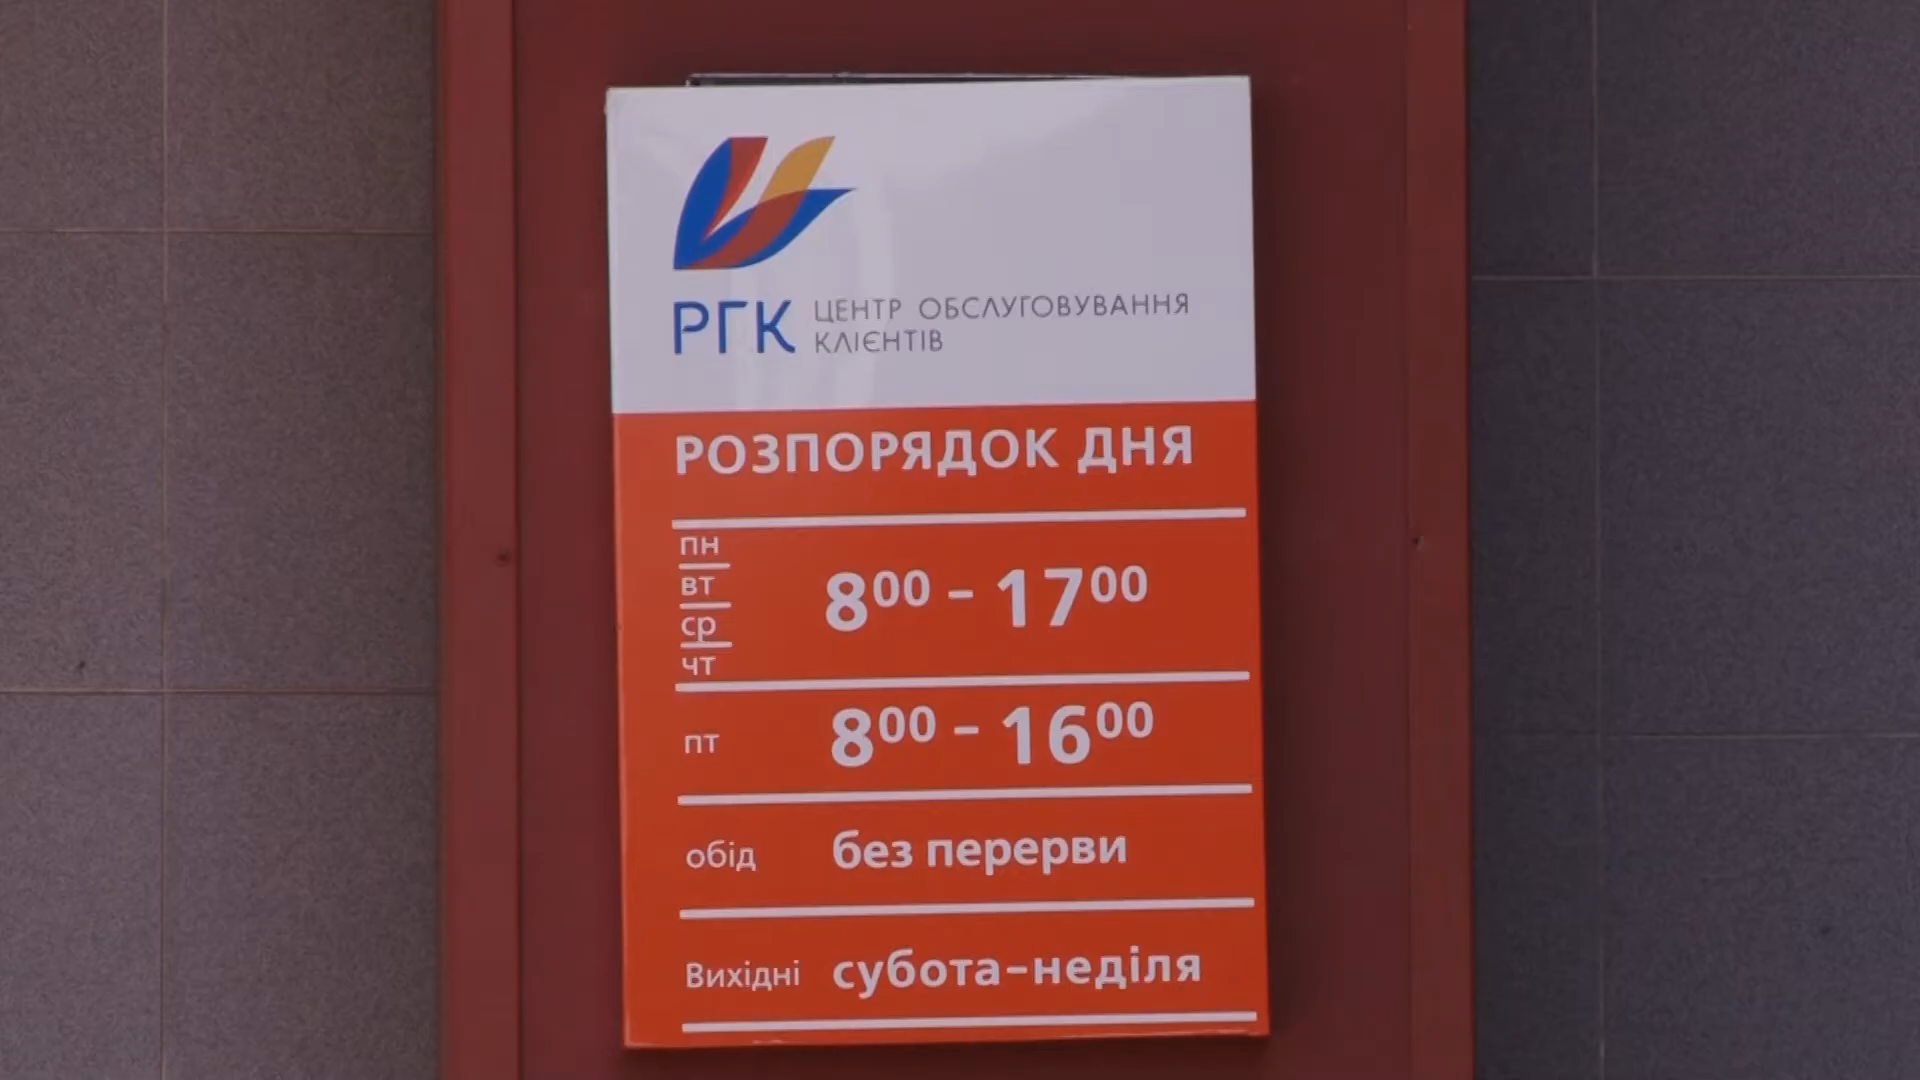 РГК ЦЕНТР ОБСЛУГОВУВАННЯ
КЛІЄНТІВ
РОЗПОРЯДОК ДНЯ
пн
вт
ср
чт
8⁰⁰ – 17⁰⁰
пт 8⁰⁰ – 16⁰⁰
обід без перерви
Вихідні субота–неділя